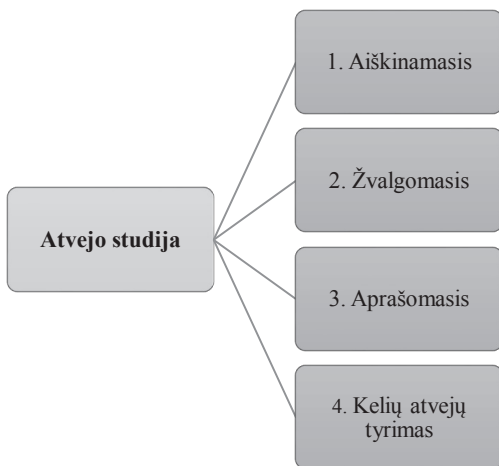 Atvejo studija
1. Aiškinamasis
2. Žvalgomasis
3. Aprašomasis
4. Kelių atvejų
tyrimas